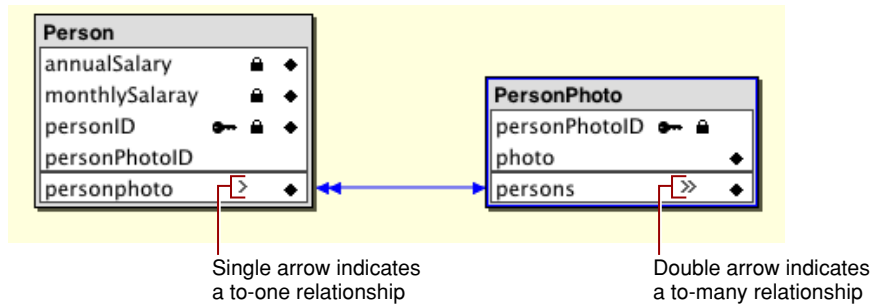 Person
annualSalary
monthlySalaray
personID
personPhotoID
personphoto
PersonPhoto
personPhotoID
photo
persons
Single arrow indicates
a to-one relationship
Double arrow indicates
a to-many relationship